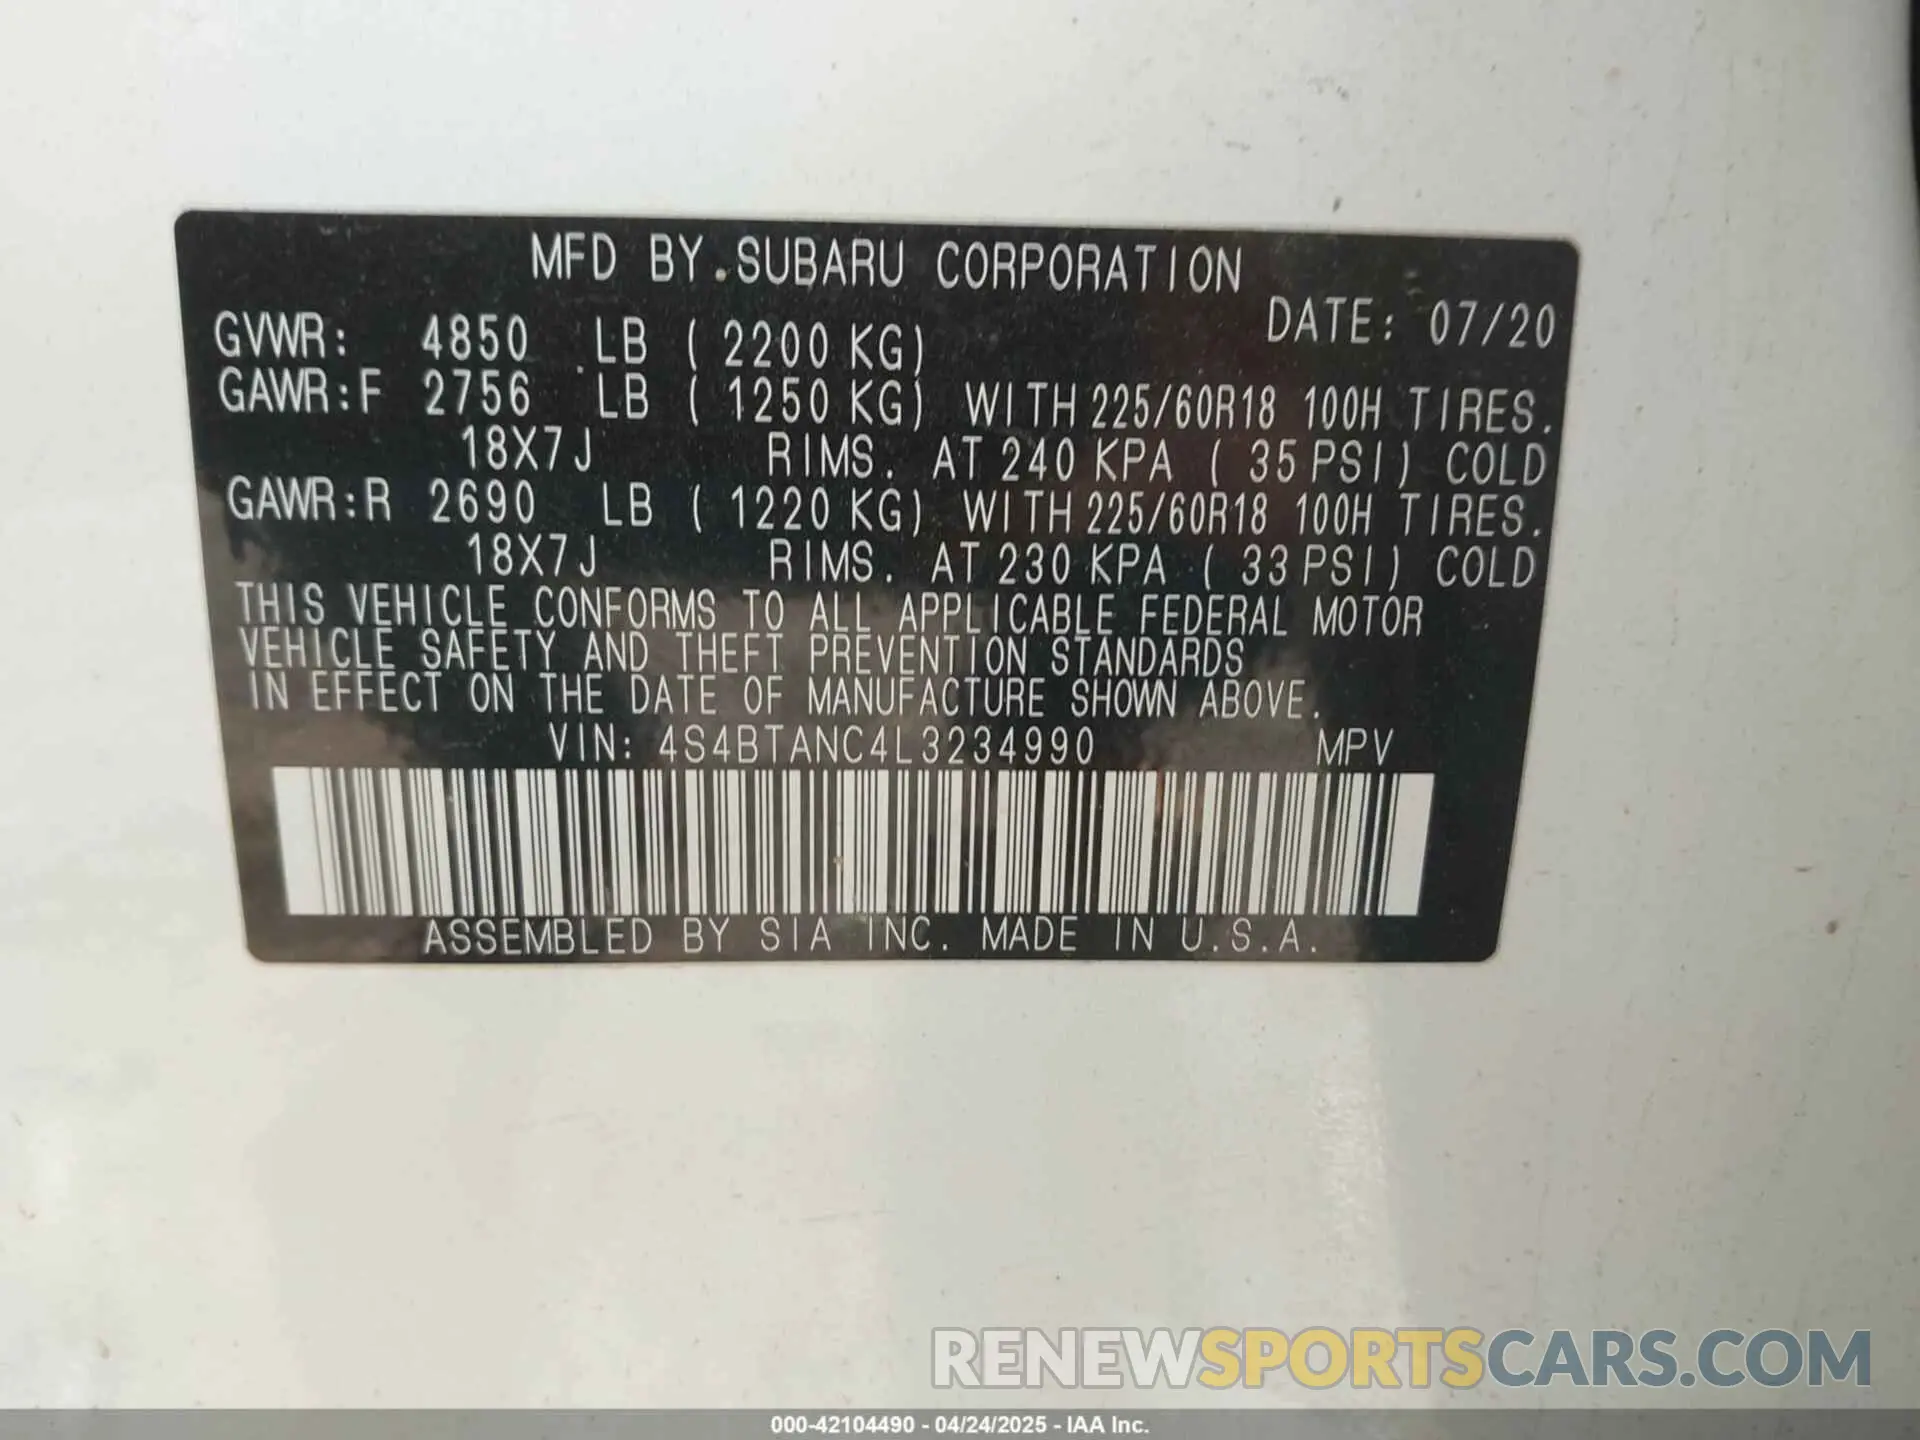 MFD BY.SUBARU CORPORATION
DATE: 07/20
GVWR: 4850 LB ( 2200 KG)
GAWR:F 2756 LB ( 1250 KG) WITH 225/60R18 100H TIRES.
18X7J RIMS. AT 240 KPA ( 35 PSI) COLD
GAWR:R 2690 LB ( 1220 KG) WITH 225/60R18 100H TIRES.
18X7J RIMS. AT 230 KPA ( 33 PSI) COLD
THIS VEHICLE CONFORMS TO ALL APPLICABLE FEDERAL MOTOR
VEHICLE SAFETY AND THEFT PREVENTION STANDARDS
IN EFFECT ON THE DATE OF MANUFACTURE SHOWN ABOVE.
VIN: 4S4BTANC4L3234990 MPV
ASSEMBLED BY SIA INC. MADE IN U.S.A.
RENEWSPORTSCARS.COM
000-42104490 - 04/24/2025 - IAA Inc.